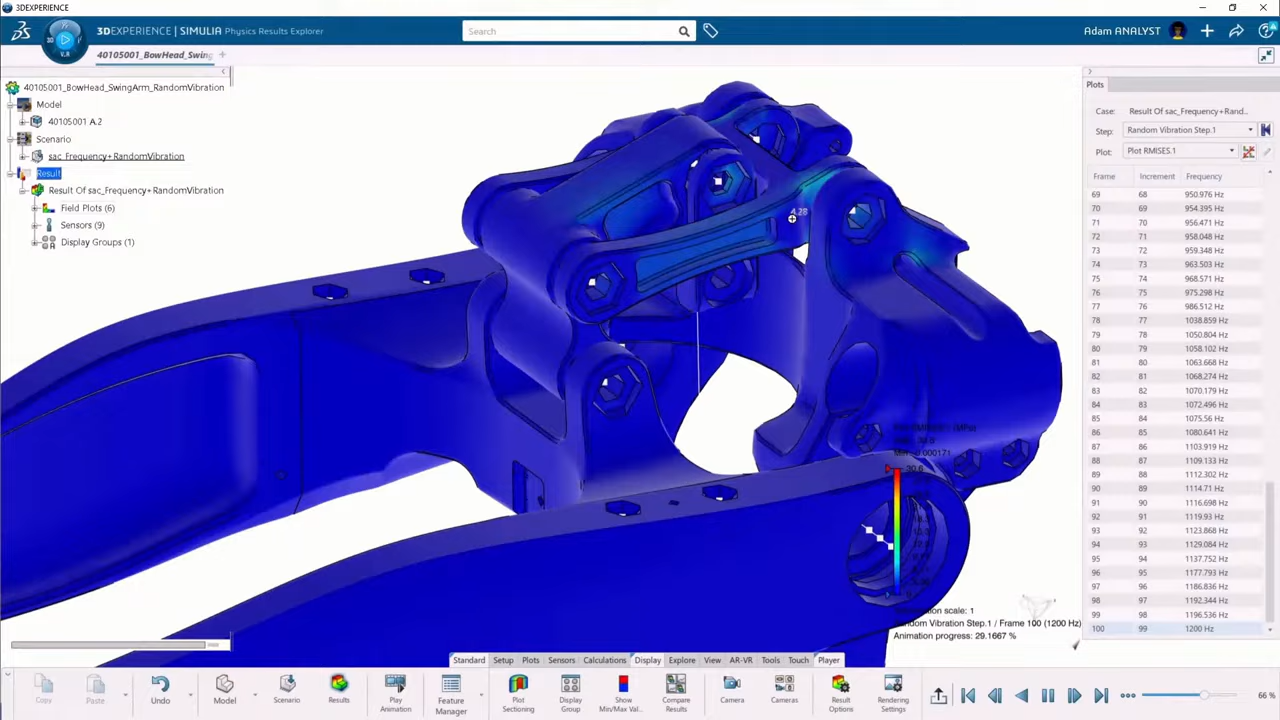 3DEXPERIENCE
3DEXPERIENCE | SIMULIA Physics Results Explorer
Search
Adam ANALYST
V.R
40105001_BowHead_Swing
40105001_BowHead_SwingArm_RandomVibration
Model
40105001 A.2
Scenario
sac_Frequency+RandomVibration
Result
Result Of sac_Frequency+RandomVibration
Field Plots (6)
Sensors (9)
Display Groups (1)
4.28
Plots
Case: Result Of sac_Frequency+Rand...
Step: Random Vibration Step.1
Plot: Plot RMISES.1
Frame Increment Frequency
69 68 950.976 Hz
70 69 954.395 Hz
71 70 956.471 Hz
72 71 958.048 Hz
73 72 959.348 Hz
74 73 963.503 Hz
75 74 968.571 Hz
76 75 975.298 Hz
77 76 986.512 Hz
78 77 1038.859 Hz
79 78 1050.804 Hz
80 79 1058.102 Hz
81 80 1063.668 Hz
82 81 1068.274 Hz
83 82 1070.179 Hz
84 83 1072.496 Hz
85 84 1075.56 Hz
86 85 1080.641 Hz
87 86 1103.919 Hz
88 87 1109.133 Hz
89 88 1112.302 Hz
90 89 1114.71 Hz
91 90 1116.698 Hz
92 91 1119.93 Hz
93 92 1123.868 Hz
94 93 1129.084 Hz
95 94 1137.752 Hz
96 95 1177.793 Hz
97 96 1186.836 Hz
98 97 1192.344 Hz
99 98 1196.536 Hz
100 99 1200 Hz
scale: 1
Random Vibration Step.1 / Frame 100 (1200 Hz)
Animation progress: 29.1667 %
Standard Setup Plots Sensors Calculations Display Explore View AR-VR Tools Touch Player
Copy
Paste
Undo
Model
Scenario
Results
Play Animation
Feature Manager
Plot Sectioning
Display Group
Show Min/Max Val...
Compare Results
Camera
Cameras
Result Options
Rendering Settings
66 %